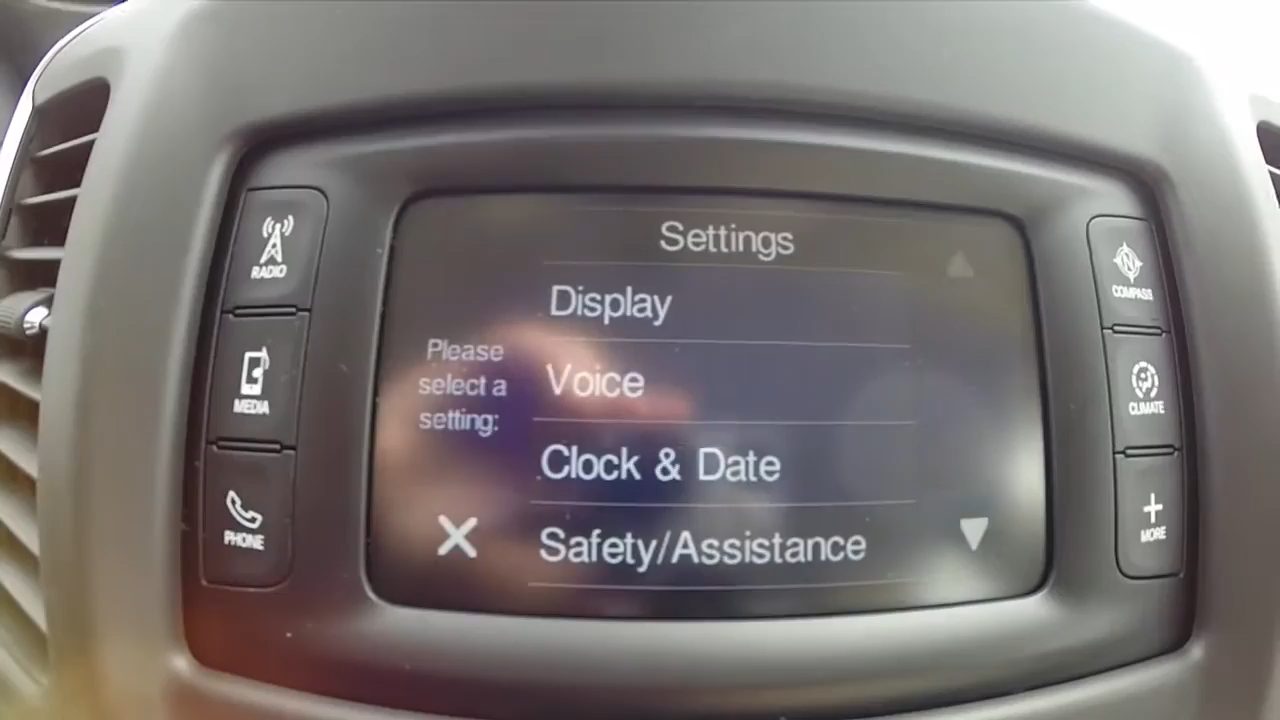 Settings
RADIO
MEDIA
PHONE
Please
select a
setting:
Display
Voice
Clock & Date
Safety/Assistance
N
COMPASS
CLIMATE
MORE